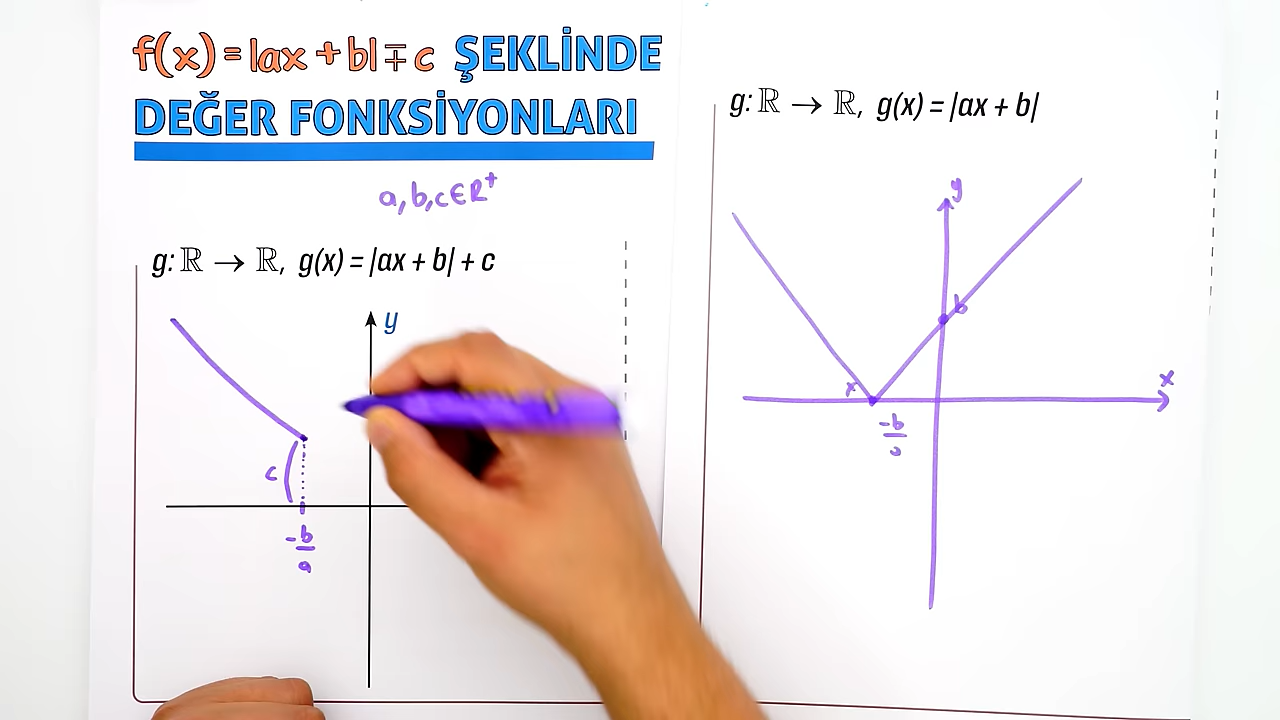 f(x) = |ax + b| ∓ c ŞEKLİNDE
DEĞER FONKSİYONLARI
a, b, c ∈ R⁺
g: ℝ → ℝ, g(x) = |ax + b| + c
y
c
-b/a
g: ℝ → ℝ, g(x) = |ax + b|
y
b
x
x
-b/a